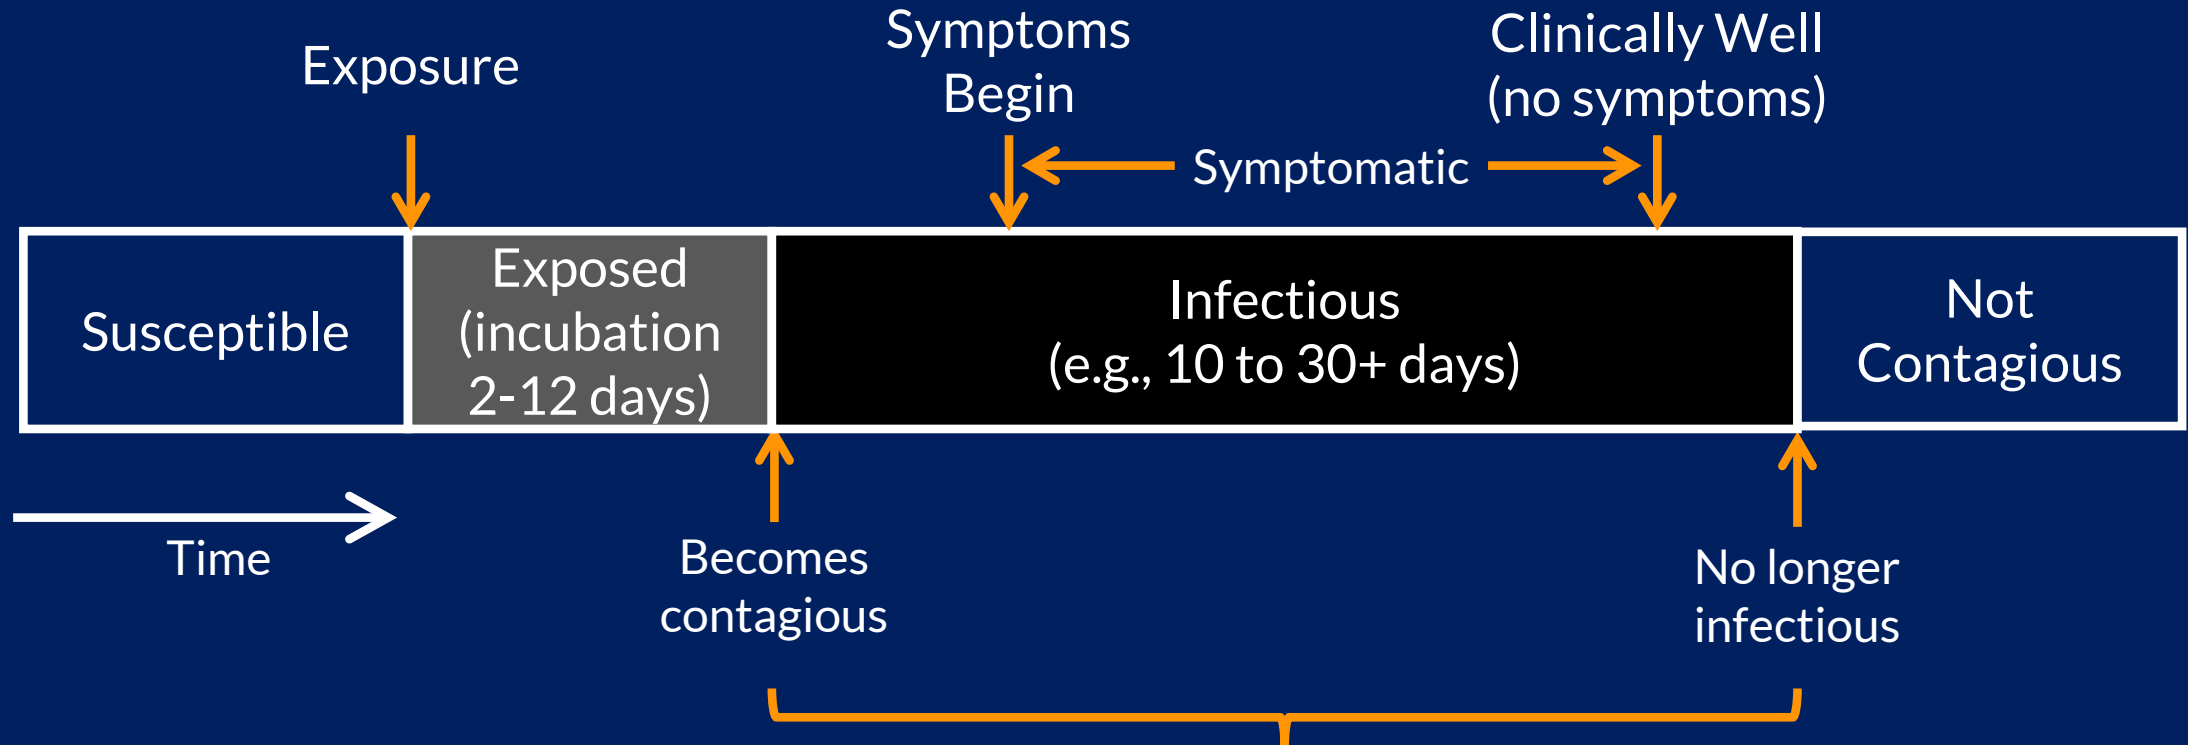 Exposure
Symptoms
Begin
Clinically Well
(no symptoms)
Symptomatic
Susceptible
Exposed
(incubation
2-12 days)
Infectious
(e.g., 10 to 30+ days)
Not
Contagious
Time
Becomes
contagious
No longer
infectious